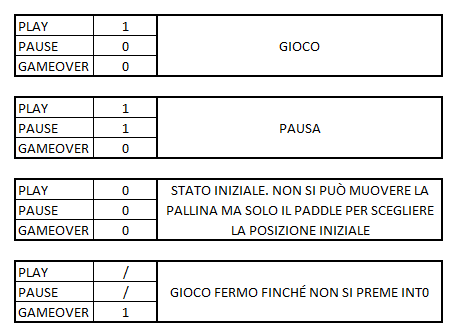 PLAY 1
PAUSE 0 GIOCO
GAMEOVER 0
PLAY 1
PAUSE 1 PAUSA
GAMEOVER 0
PLAY 0 STATO INIZIALE. NON SI PUÒ MUOVERE LA
PAUSE 0 PALLINA MA SOLO IL PADDLE PER SCEGLIERE
GAMEOVER 0 LA POSIZIONE INIZIALE
PLAY /
PAUSE / GIOCO FERMO FINCHÉ NON SI PREME INT0
GAMEOVER 1